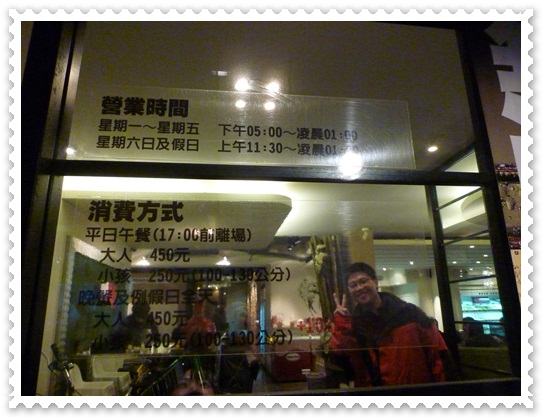 營業時間
星期一～星期五 下午05:00～凌晨01:00
星期六日及假日 上午11:30～凌晨01:00
消費方式
平日午餐(17:00前離場)
大人 450元
小孩 250元(100-130公分)
晚餐及例假日全天
大人 450元
小孩 250元(100-130公分)
+10%